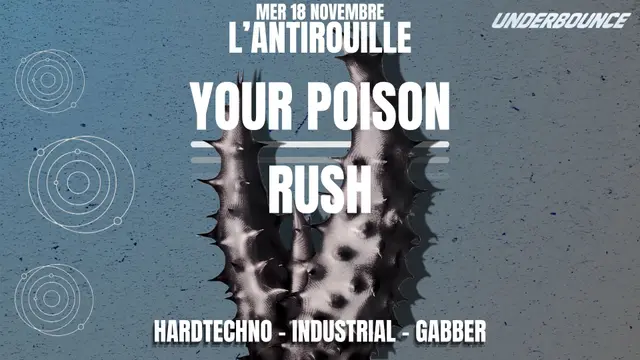 MER 18 NOVEMBRE
L'ANTIROUILLE
UNDERBOUNCE
YOUR POISON
RUSH
HARDTECHNO - INDUSTRIAL - GABBER